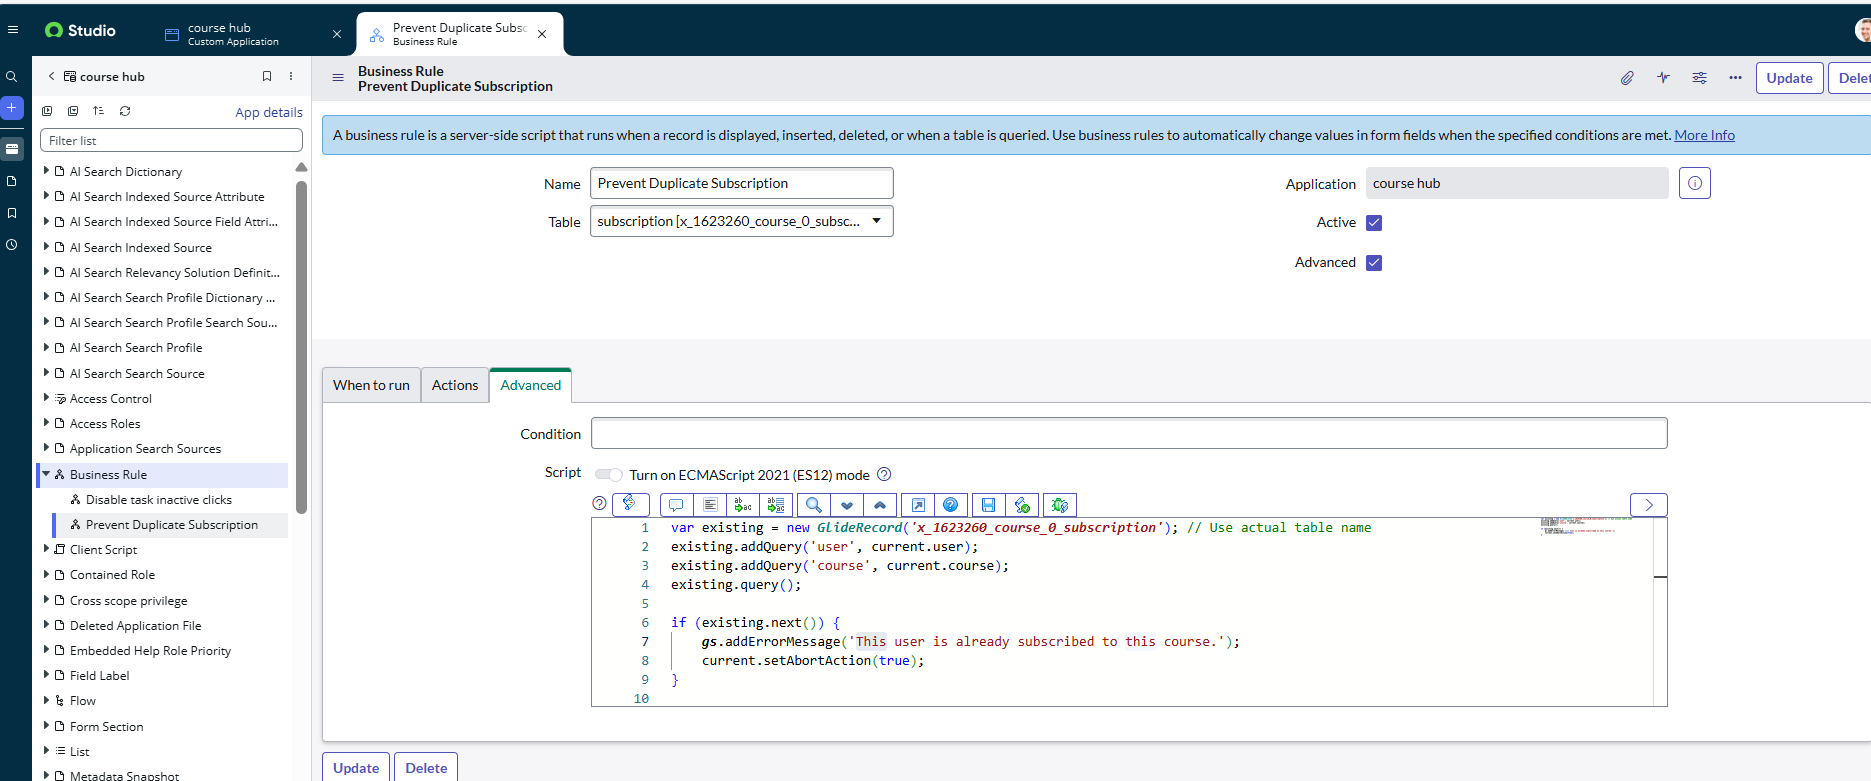 Studio
course hub
Custom Application
Prevent Duplicate Subsc
Business Rule
course hub
App details
Filter list
AI Search Dictionary
AI Search Indexed Source Attribute
AI Search Indexed Source Field Attri...
AI Search Indexed Source
AI Search Relevancy Solution Definit...
AI Search Search Profile Dictionary ...
AI Search Search Profile Search Sou...
AI Search Search Profile
AI Search Search Source
Access Control
Access Roles
Application Search Sources
Business Rule
Disable task inactive clicks
Prevent Duplicate Subscription
Client Script
Contained Role
Cross scope privilege
Deleted Application File
Embedded Help Role Priority
Field Label
Flow
Form Section
List
Metadata Snapshot
Business Rule
Prevent Duplicate Subscription
Update
Delet
A business rule is a server-side script that runs when a record is displayed, inserted, deleted, or when a table is queried. Use business rules to automatically change values in form fields when the specified conditions are met. More Info
Name Prevent Duplicate Subscription
Table subscription [x_1623260_course_0_subsc...
Application course hub
Active
Advanced
When to run
Actions
Advanced
Condition
Script Turn on ECMAScript 2021 (ES12) mode
1 var existing = new GlideRecord('x_1623260_course_0_subscription'); // Use actual table name
2 existing.addQuery('user', current.user);
3 existing.addQuery('course', current.course);
4 existing.query();
5
6 if (existing.next()) {
7 gs.addErrorMessage('This user is already subscribed to this course.');
8 current.setAbortAction(true);
9 }
10
Update
Delete